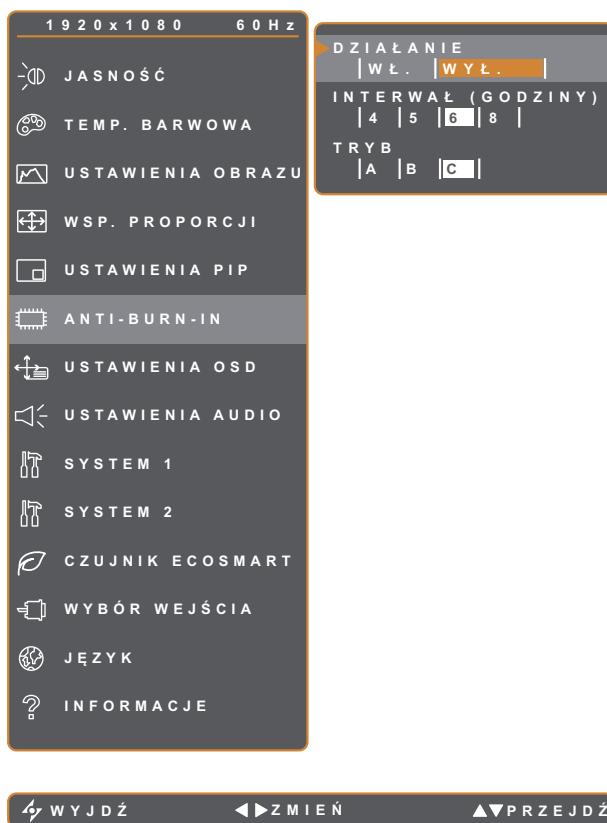 1920x1080 60Hz
JASNOŚĆ
TEMP. BARWOWA
USTAWIENIA OBRAZU
WSP. PROPORCJI
USTAWIENIA PIP
ANTI-BURN-IN
USTAWIENIA OSD
USTAWIENIA AUDIO
SYSTEM 1
SYSTEM 2
CZUJNIK ECOSMART
WYBÓR WEJŚCIA
JĘZYK
INFORMACJE
DZIAŁANIE
WŁ. WYŁ.
INTERWAŁ (GODZINY)
4 5 6 8
TRYB
A B C
WYJDŹ ZMIEŃ PRZEJDŹ